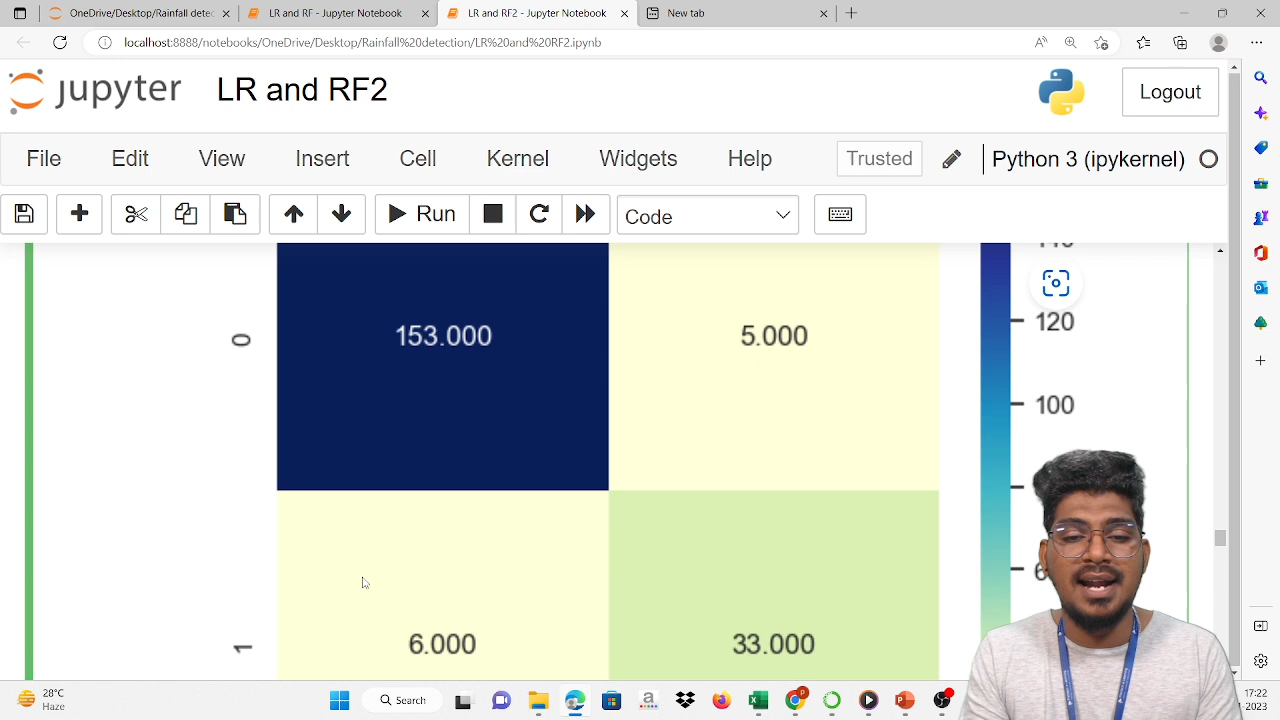 OneDrive/Desktop/Rainfall detec
LR and RF - Jupyter Notebook
LR and RF2 - Jupyter Notebook
New tab
localhost:8888/notebooks/OneDrive/Desktop/Rainfall%20detection/LR%20and%20RF2.ipynb
jupyter LR and RF2
Logout
File Edit View Insert Cell Kernel Widgets Help
Trusted
Python 3 (ipykernel)
Run
Code
0
153.000
5.000
120
100
1
6.000
33.000
28°C
Haze
Search
17:22